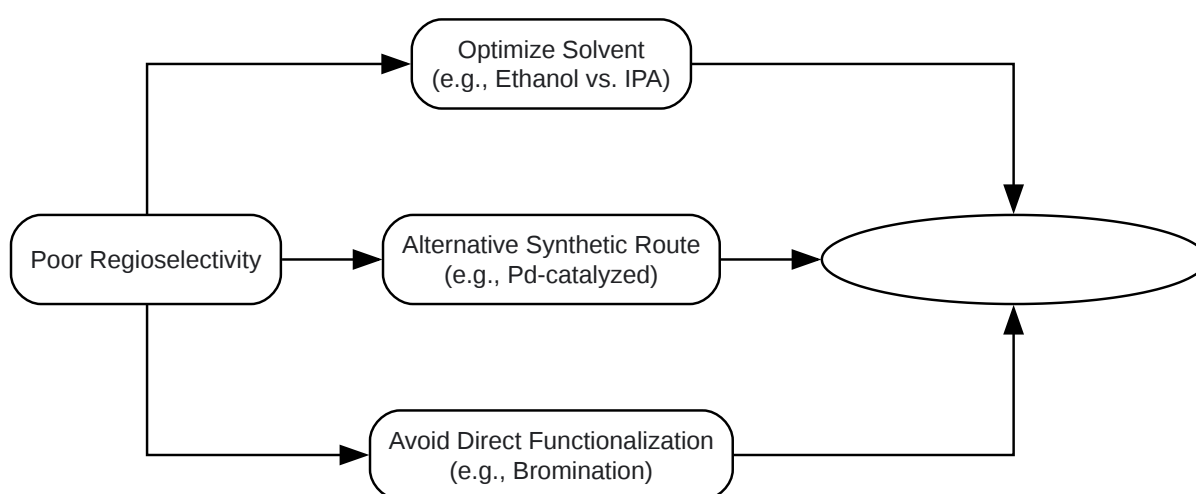 Optimize Solvent
(e.g., Ethanol vs. IPA)
Poor Regioselectivity
Alternative Synthetic Route
(e.g., Pd-catalyzed)
Avoid Direct Functionalization
(e.g., Bromination)